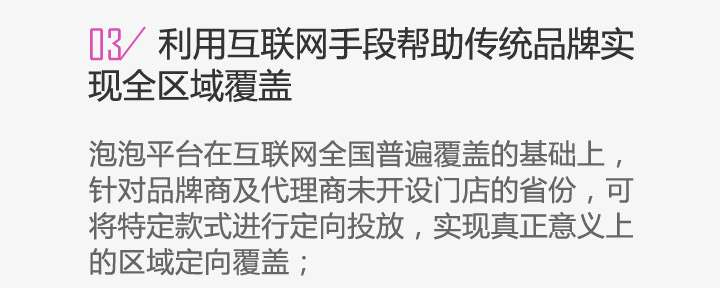 03/ 利用互联网手段帮助传统品牌实
现全区域覆盖
泡泡平台在互联网全国普遍覆盖的基础上，
针对品牌商及代理商未开设门店的省份，可
将特定款式进行定向投放，实现真正意义上
的区域定向覆盖；